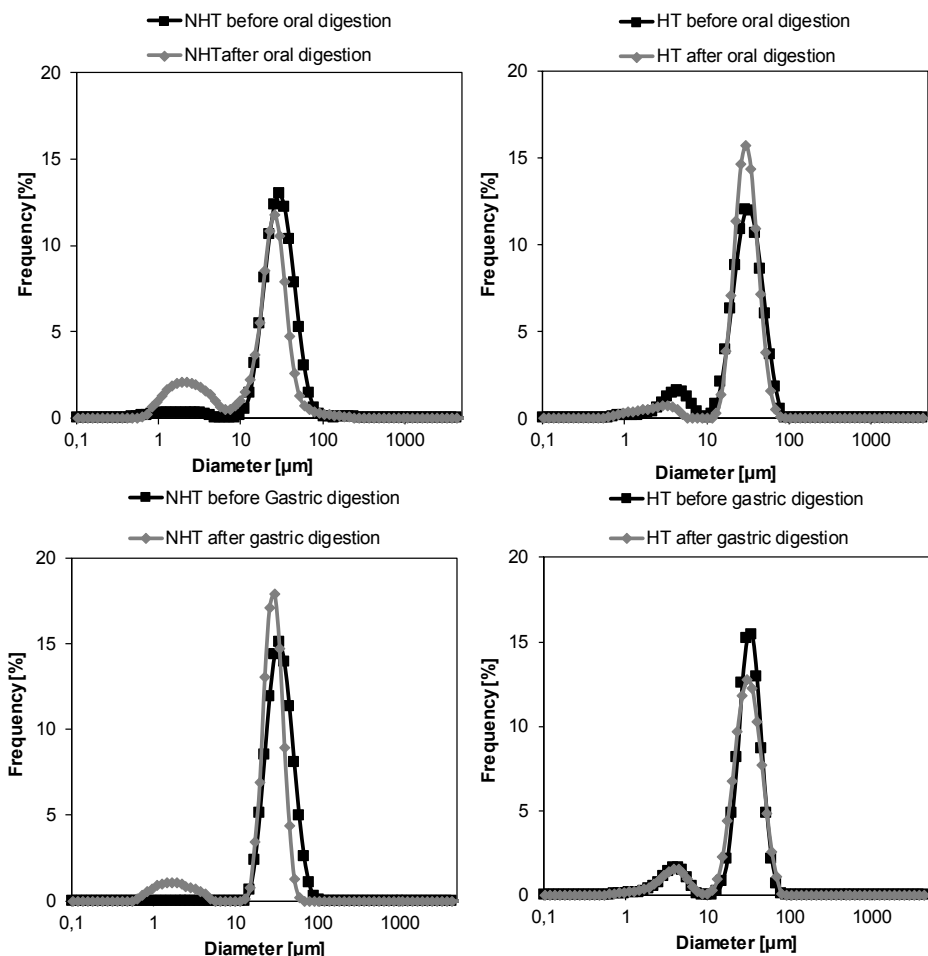 NHT before oral digestion
NHTafter oral digestion
20
15
10
5
0
Frequency [%]
0,1 1 10 100 1000
Diameter [µm]
HT before oral digestion
HT after oral digestion
20
15
10
5
0
Frequency [%]
0,1 1 10 100 1000
Diameter [µm]
NHT before Gastric digestion
NHT after gastric digestion
20
15
10
5
0
Frequency [%]
0,1 1 10 100 1000
Diameter [µm]
HT before gastric digestion
HT after gastric digestion
20
15
10
5
0
Frequency [%]
0,1 1 10 100 1000
Diameter [µm]